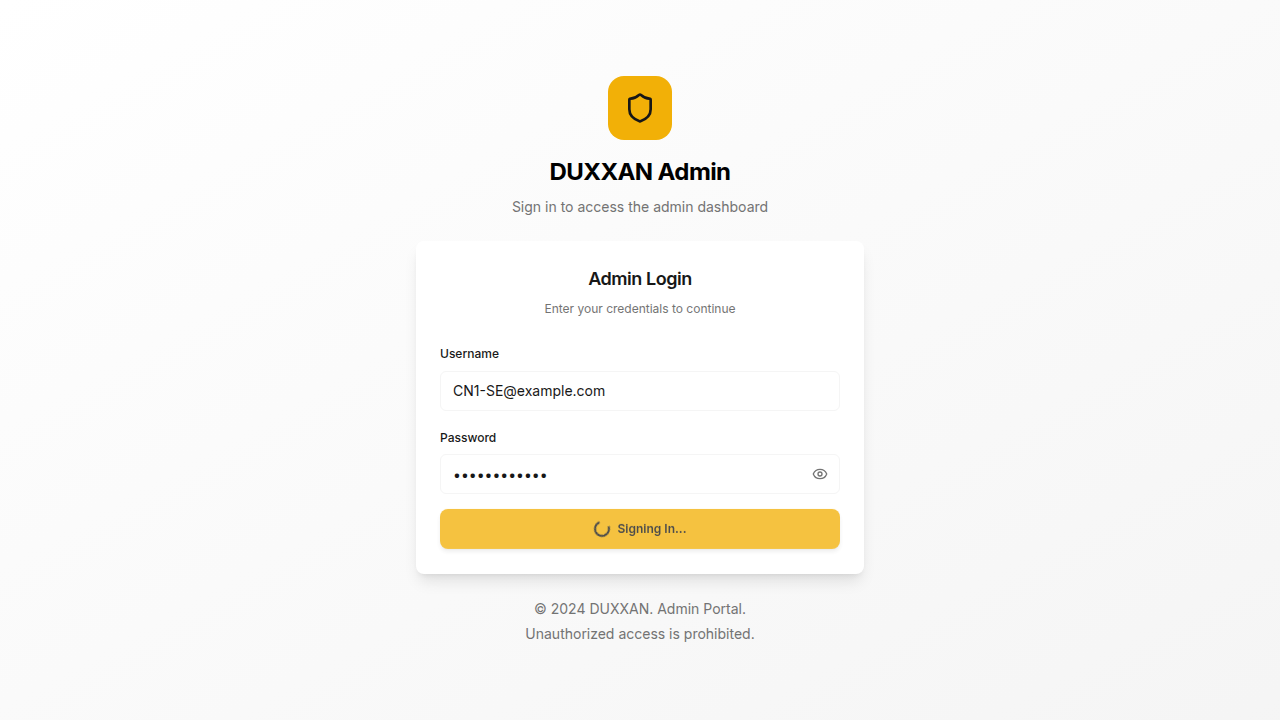 DUXXAN Admin
Sign in to access the admin dashboard
Admin Login
Enter your credentials to continue
Username
CN1-SE@example.com
Password
••••••••••••
Signing In...
© 2024 DUXXAN. Admin Portal.
Unauthorized access is prohibited.